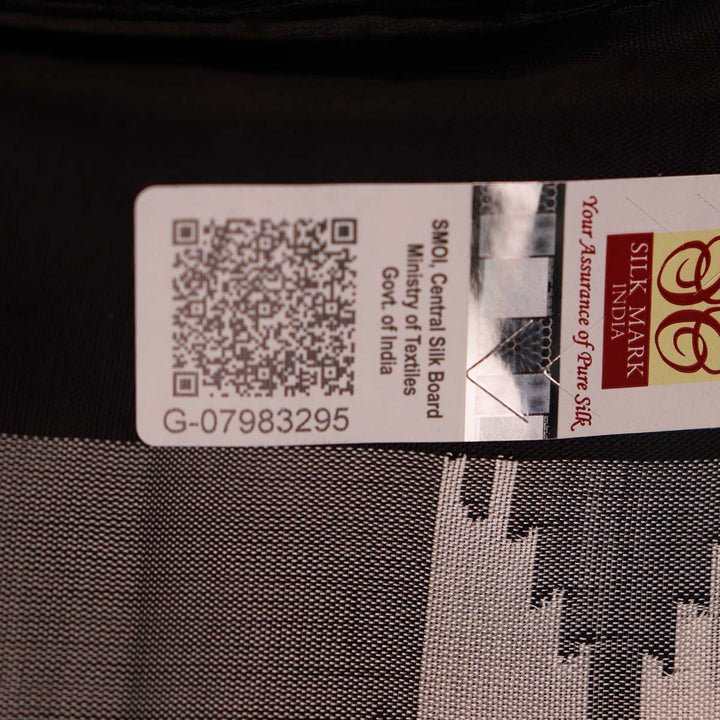 G-07983295
SMOI, Central Silk Board
Ministry of Textiles
Govt. of India
Your Assurance of Pure Silk
SILK MARK
INDIA